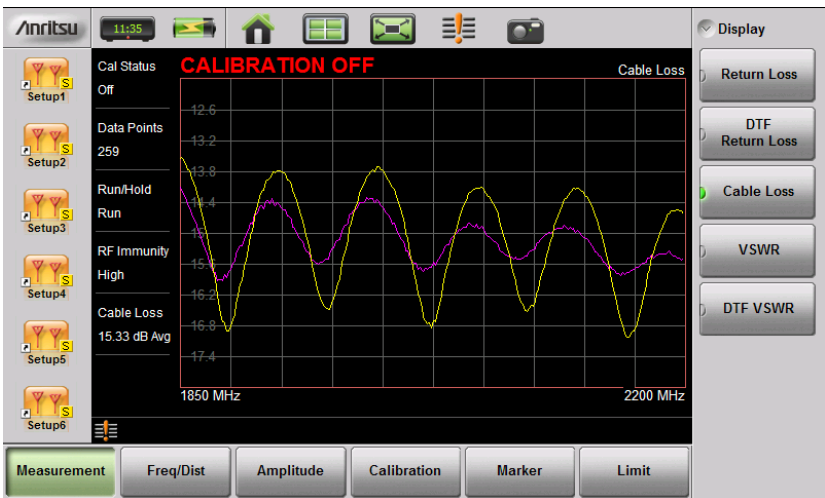 Anritsu
11:35
Display
Setup1
Setup2
Setup3
Setup4
Setup5
Setup6
S
S
S
S
S
S
Cal Status
Off
Data Points
259
Run/Hold
Run
RF Immunity
High
Cable Loss
15.33 dB Avg
CALIBRATION OFF
Cable Loss
12.6
13.2
13.8
14.4
15
15.6
16.2
16.8
17.4
1850 MHz
2200 MHz
Return Loss
DTF
Return Loss
Cable Loss
VSWR
DTF VSWR
Measurement
Freq/Dist
Amplitude
Calibration
Marker
Limit